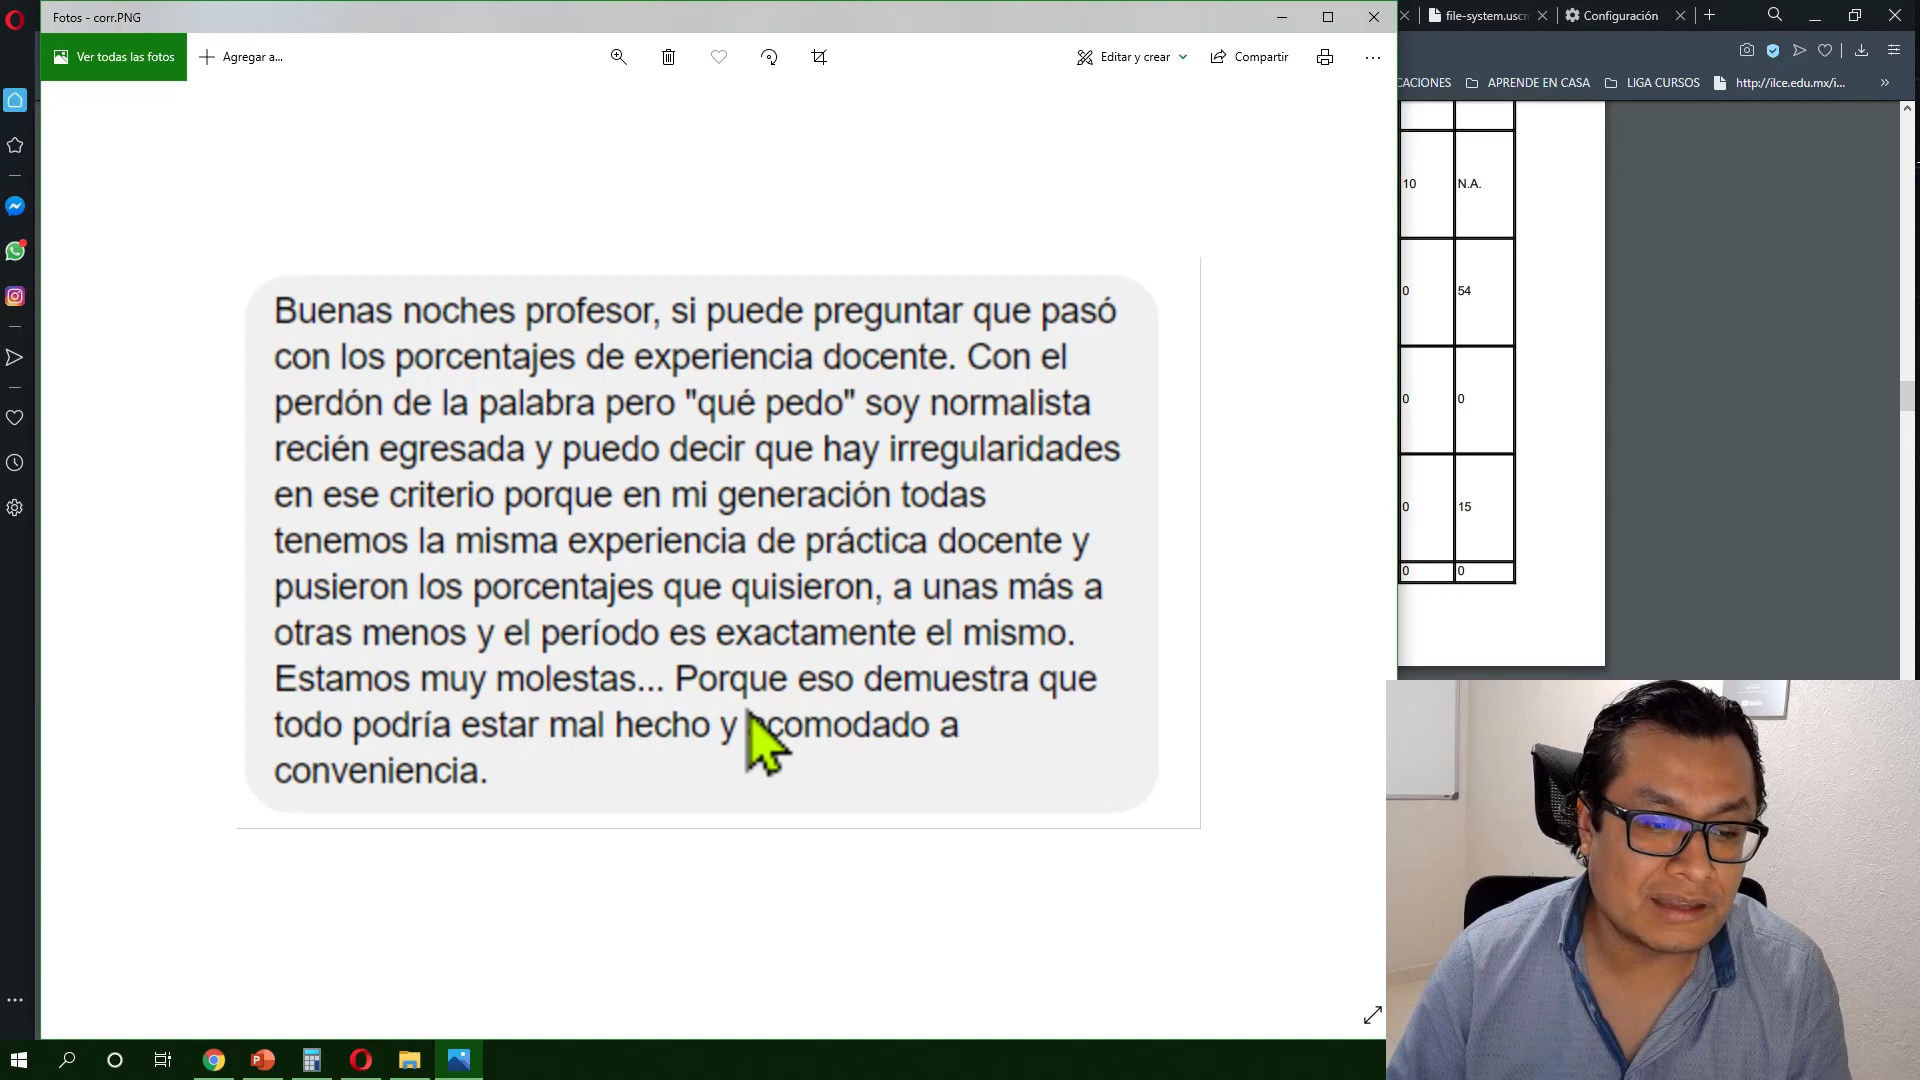 Fotos - corr.PNG
file-system.uscn
Configuración
Ver todas las fotos
Agregar a...
Editar y crear
Compartir
CACIONES
APRENDE EN CASA
LIGA CURSOS
http://ilce.edu.mx/i...
Buenas noches profesor, si puede preguntar que pasó
con los porcentajes de experiencia docente. Con el
perdón de la palabra pero "qué pedo" soy normalista
recién egresada y puedo decir que hay irregularidades
en ese criterio porque en mi generación todas
tenemos la misma experiencia de práctica docente y
pusieron los porcentajes que quisieron, a unas más a
otras menos y el período es exactamente el mismo.
Estamos muy molestas... Porque eso demuestra que
todo podría estar mal hecho y acomodado a
conveniencia.
10 N.A.
0 54
0 0
0 15
0 0